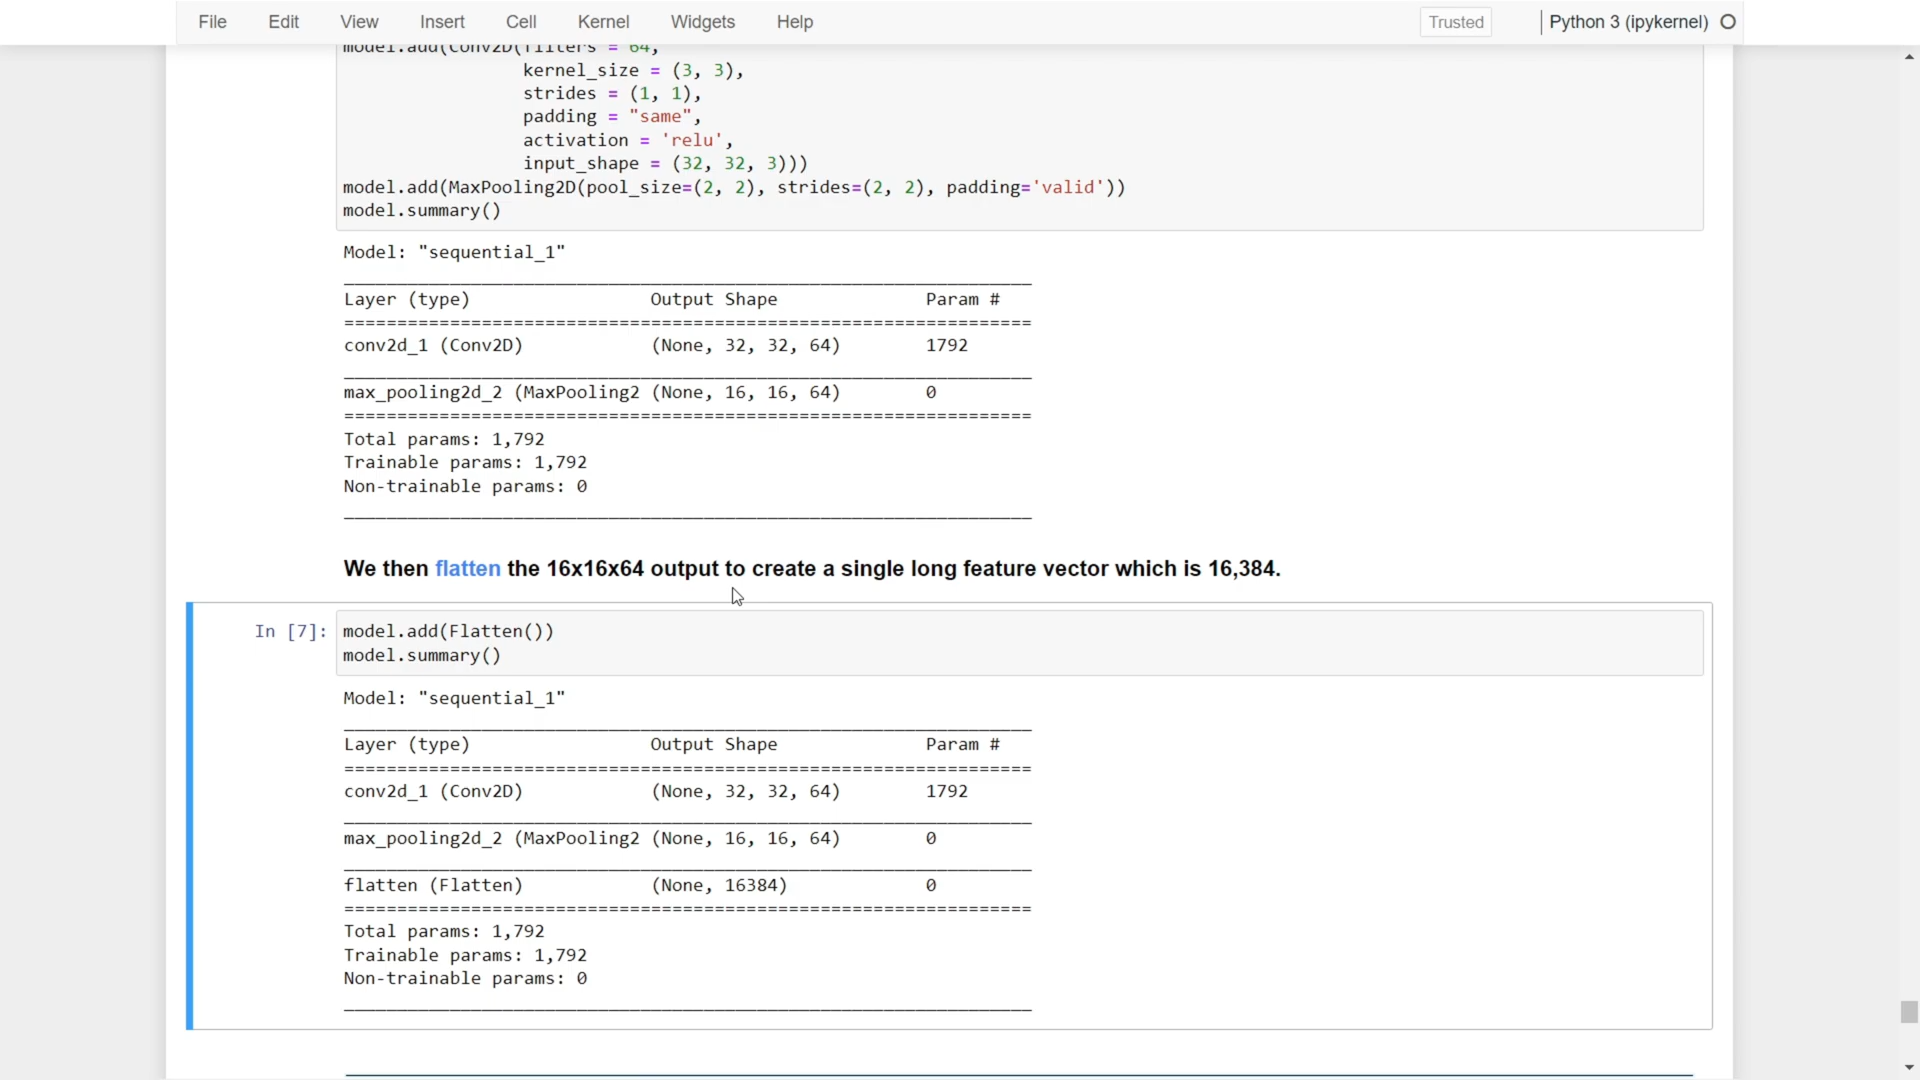 File Edit View Insert Cell Kernel Widgets Help Trusted Python 3 (ipykernel)
model.add(Conv2D(filters = 64,
kernel_size = (3, 3),
strides = (1, 1),
padding = "same",
activation = 'relu',
input_shape = (32, 32, 3)))
model.add(MaxPooling2D(pool_size=(2, 2), strides=(2, 2), padding='valid'))
model.summary()
Model: "sequential_1"
Layer (type) Output Shape Param #
conv2d_1 (Conv2D) (None, 32, 32, 64) 1792
max_pooling2d_2 (MaxPooling2 (None, 16, 16, 64) 0
Total params: 1,792
Trainable params: 1,792
Non-trainable params: 0
We then flatten the 16x16x64 output to create a single long feature vector which is 16,384.
In [7]: model.add(Flatten())
model.summary()
Model: "sequential_1"
Layer (type) Output Shape Param #
conv2d_1 (Conv2D) (None, 32, 32, 64) 1792
max_pooling2d_2 (MaxPooling2 (None, 16, 16, 64) 0
flatten (Flatten) (None, 16384) 0
Total params: 1,792
Trainable params: 1,792
Non-trainable params: 0